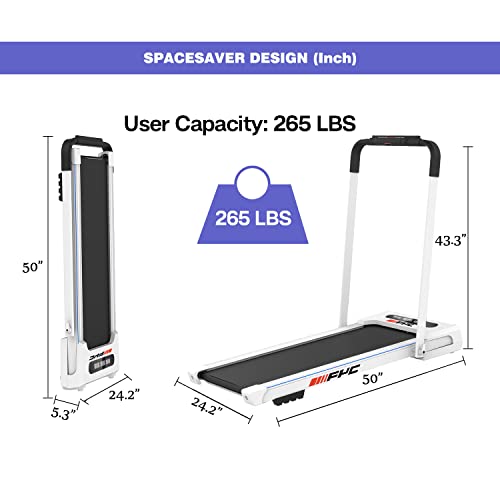 SPACESAVER DESIGN (Inch)
User Capacity: 265 LBS
265 LBS
50”
5.3”
24.2”
43.3”
24.2”
50”
FYC